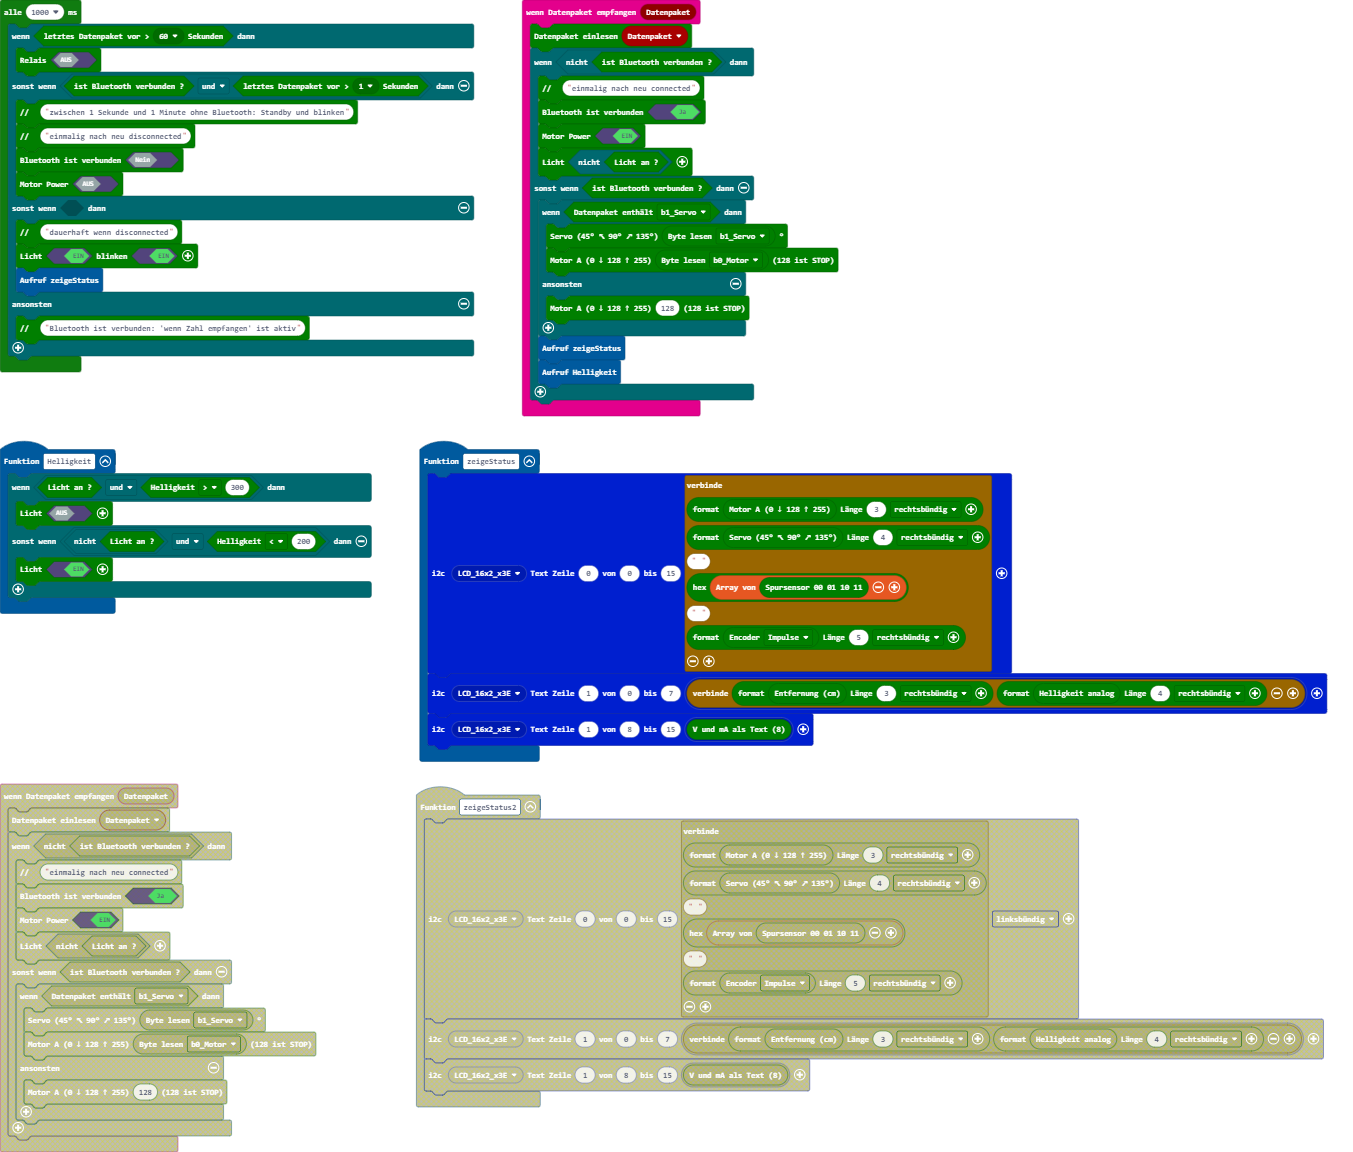 alle 1000 ms
wenn letztes Datenpaket vor > 60 Sekunden dann
Relais AUS
sonst wenn ist Bluetooth verbunden ? und letztes Datenpaket vor > 1 Sekunden dann
// "zwischen 1 Sekunde und 1 Minute ohne Bluetooth: Standby und blinken"
// "einmalig nach neu disconnected"
Bluetooth ist verbunden Nein
Motor Power AUS
sonst wenn dann
// "dauerhaft wenn disconnected"
Licht EIN blinken EIN
Aufruf zeigeStatus
ansonsten
// "Bluetooth ist verbunden: 'wenn Zahl empfangen' ist aktiv"
wenn Datenpaket empfangen Datenpaket
Datenpaket einlesen Datenpaket
wenn nicht ist Bluetooth verbunden ? dann
// "einmalig nach neu connected"
Bluetooth ist verbunden Ja
Motor Power EIN
Licht nicht Licht an ?
sonst wenn ist Bluetooth verbunden ? dann
wenn Datenpaket enthält b1_Servo dann
Servo (45° ↖ 90° ↗ 135°) Byte lesen b1_Servo °
Motor A (0 ↓ 128 ↑ 255) Byte lesen b0_Motor (128 ist STOP)
ansonsten
Motor A (0 ↓ 128 ↑ 255) 128 (128 ist STOP)
Aufruf zeigeStatus
Aufruf Helligkeit
Funktion Helligkeit
wenn Licht an ? und Helligkeit > 300 dann
Licht AUS
sonst wenn nicht Licht an ? und Helligkeit < 200 dann
Licht EIN
Funktion zeigeStatus
verbinde
format Motor A (0 ↓ 128 ↑ 255) Länge 3 rechtsbündig
format Servo (45° ↖ 90° ↗ 135°) Länge 4 rechtsbündig
" "
i2c LCD_16x2_x3E Text Zeile 0 von 0 bis 15
hex Array von Spursensor 00 01 10 11
" "
format Encoder Impulse Länge 5 rechtsbündig
i2c LCD_16x2_x3E Text Zeile 1 von 0 bis 7 verbinde format Entfernung (cm) Länge 3 rechtsbündig format Helligkeit analog Länge 4 rechtsbündig
i2c LCD_16x2_x3E Text Zeile 1 von 8 bis 15 V und mA als Text (8)
wenn Datenpaket empfangen Datenpaket
Datenpaket einlesen Datenpaket
wenn nicht ist Bluetooth verbunden ? dann
// "einmalig nach neu connected"
Bluetooth ist verbunden Ja
Motor Power EIN
Licht nicht Licht an ?
sonst wenn ist Bluetooth verbunden ? dann
wenn Datenpaket enthält b1_Servo dann
Servo (45° ↖ 90° ↗ 135°) Byte lesen b1_Servo °
Motor A (0 ↓ 128 ↑ 255) Byte lesen b0_Motor (128 ist STOP)
ansonsten
Motor A (0 ↓ 128 ↑ 255) 128 (128 ist STOP)
Funktion zeigeStatus2
verbinde
format Motor A (0 ↓ 128 ↑ 255) Länge 3 rechtsbündig
format Servo (45° ↖ 90° ↗ 135°) Länge 4 rechtsbündig
" "
i2c LCD_16x2_x3E Text Zeile 0 von 0 bis 15 linksbündig
hex Array von Spursensor 00 01 10 11
" "
format Encoder Impulse Länge 5 rechtsbündig
i2c LCD_16x2_x3E Text Zeile 1 von 0 bis 7 verbinde format Entfernung (cm) Länge 3 rechtsbündig format Helligkeit analog Länge 4 rechtsbündig
i2c LCD_16x2_x3E Text Zeile 1 von 8 bis 15 V und mA als Text (8)